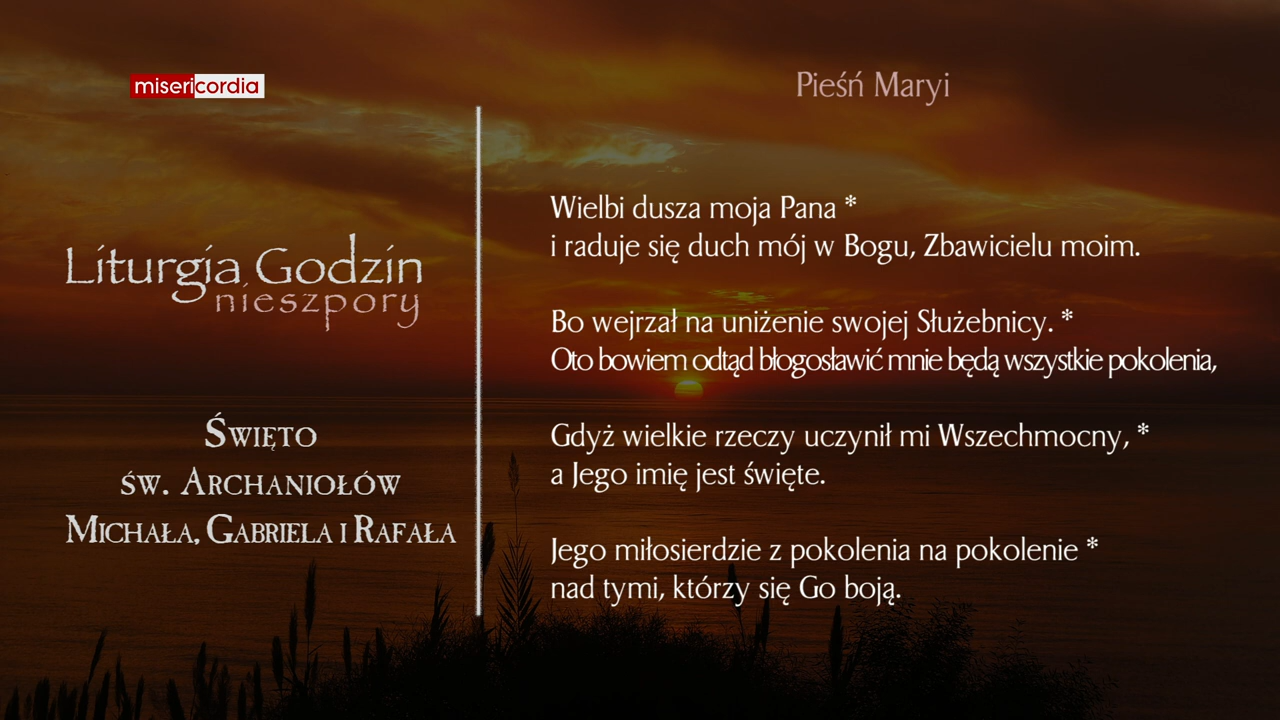 misericordia
Liturgia Godzin
nieszpory
Święto
św. Archaniołów
Michała, Gabriela i Rafała
Pieśń Maryi
Wielbi dusza moja Pana *
i raduje się duch mój w Bogu, Zbawicielu moim.
Bo wejrzał na uniżenie swojej Służebnicy. *
Oto bowiem odtąd błogosławić mnie będą wszystkie pokolenia,
Gdyż wielkie rzeczy uczynił mi Wszechmocny, *
a Jego imię jest święte.
Jego miłosierdzie z pokolenia na pokolenie *
nad tymi, którzy się Go boją.